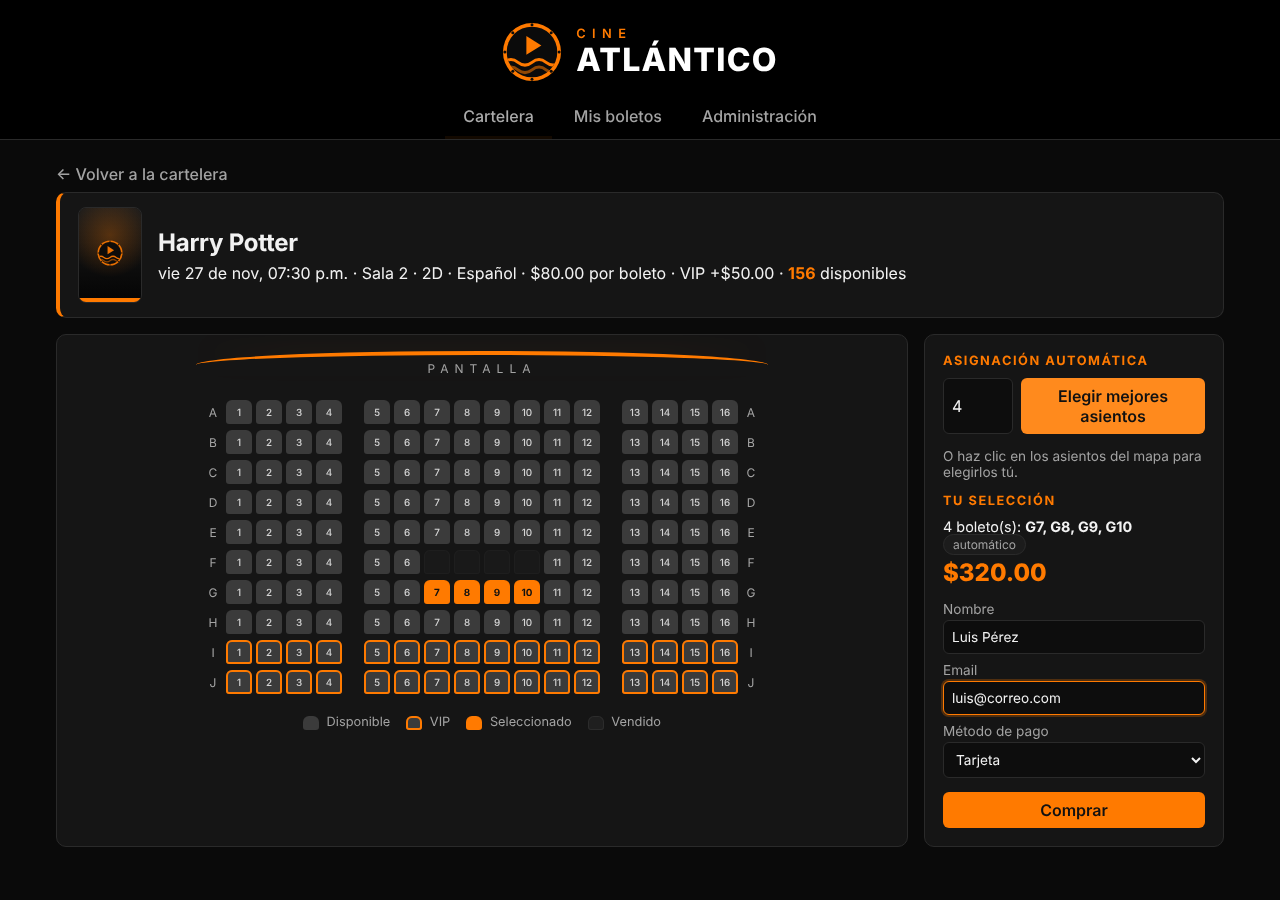 CINE
ATLÁNTICO
Cartelera Mis boletos Administración
← Volver a la cartelera
Harry Potter
vie 27 de nov, 07:30 p.m. · Sala 2 · 2D · Español · $80.00 por boleto · VIP +$50.00 · 156 disponibles
PANTALLA
A 1 2 3 4 5 6 7 8 9 10 11 12 13 14 15 16 A
B 1 2 3 4 5 6 7 8 9 10 11 12 13 14 15 16 B
C 1 2 3 4 5 6 7 8 9 10 11 12 13 14 15 16 C
D 1 2 3 4 5 6 7 8 9 10 11 12 13 14 15 16 D
E 1 2 3 4 5 6 7 8 9 10 11 12 13 14 15 16 E
F 1 2 3 4 5 6 11 12 13 14 15 16 F
G 1 2 3 4 5 6 7 8 9 10 11 12 13 14 15 16 G
H 1 2 3 4 5 6 7 8 9 10 11 12 13 14 15 16 H
I 1 2 3 4 5 6 7 8 9 10 11 12 13 14 15 16 I
J 1 2 3 4 5 6 7 8 9 10 11 12 13 14 15 16 J
Disponible VIP Seleccionado Vendido
ASIGNACIÓN AUTOMÁTICA
4
Elegir mejores
asientos
O haz clic en los asientos del mapa para
elegirlos tú.
TU SELECCIÓN
4 boleto(s): G7, G8, G9, G10
automático
$320.00
Nombre
Luis Pérez
Email
luis@correo.com
Método de pago
Tarjeta
Comprar